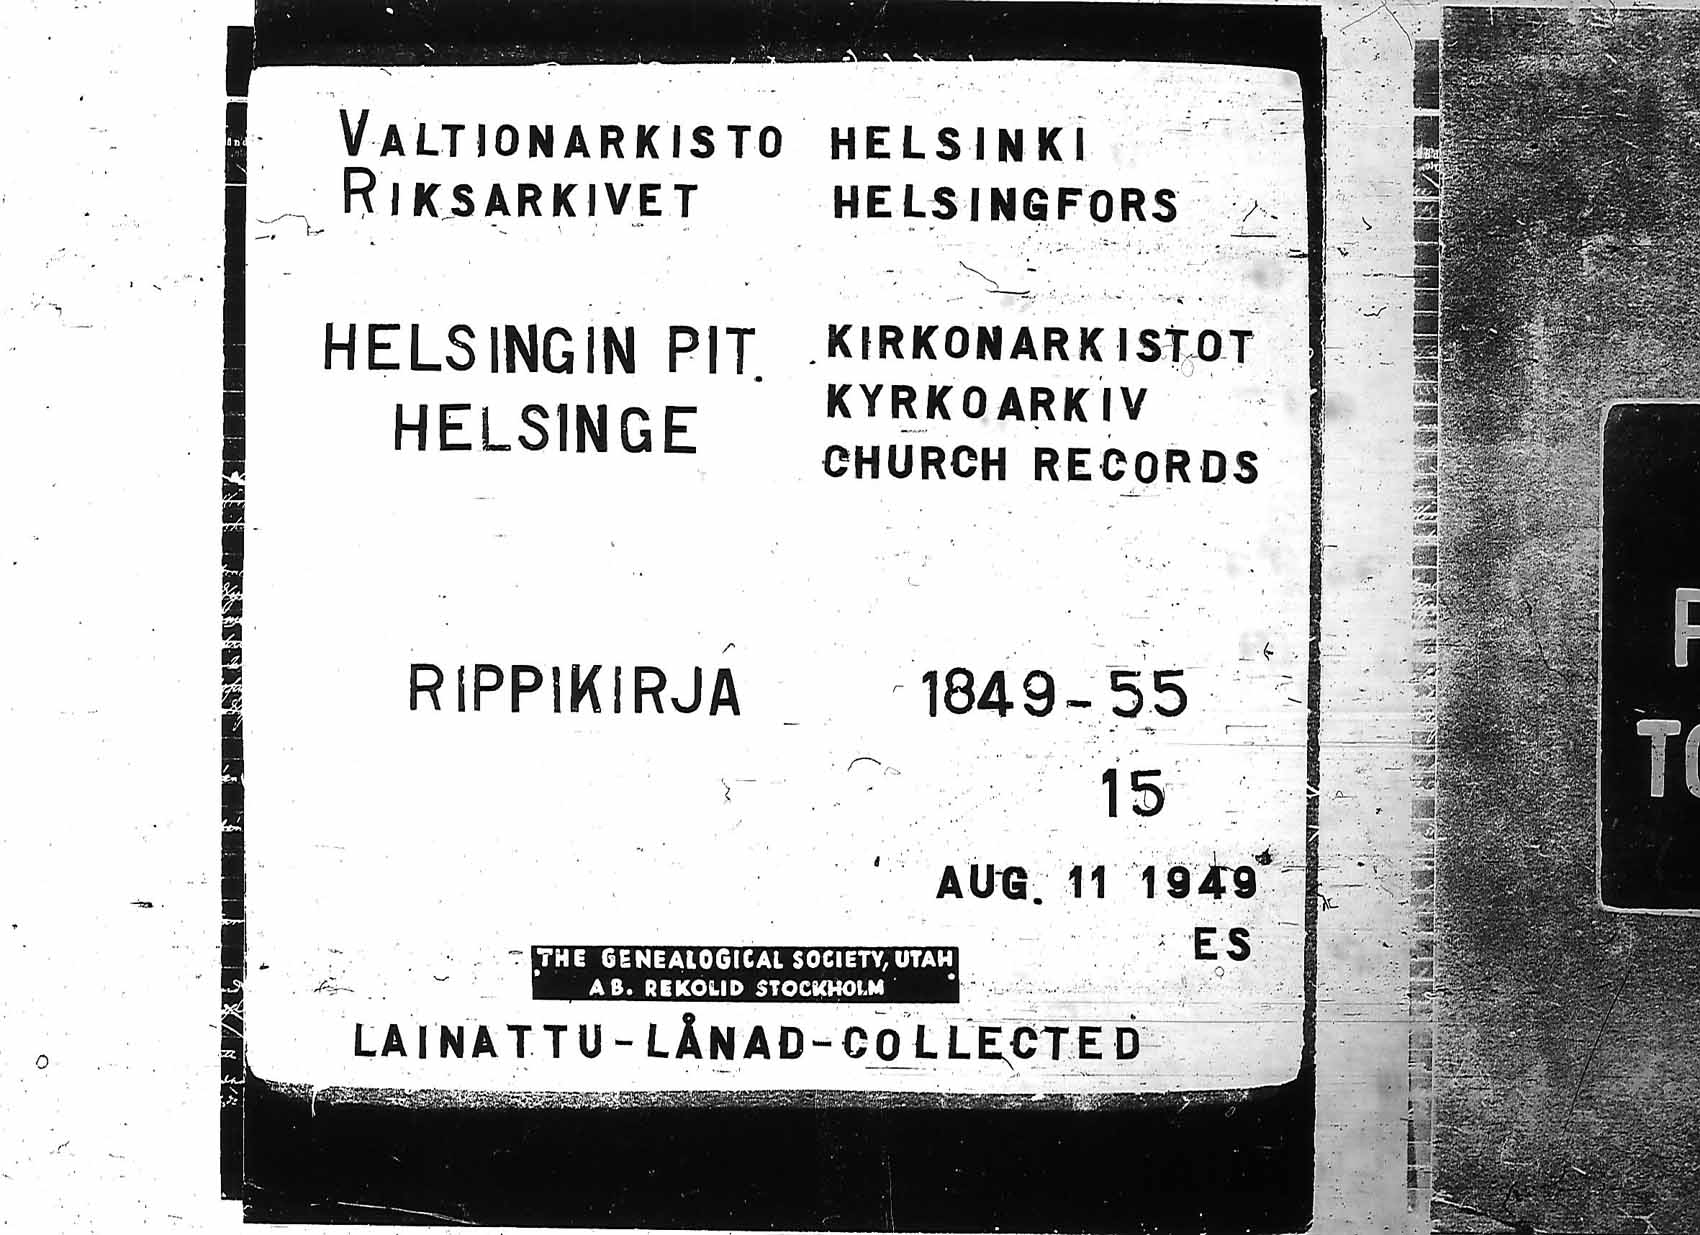 VALTIONARKISTO HELSINKI
RIKSARKIVET HELSINGFORS
HELSINGIN PIT. KIRKONARKISTOT
HELSINGE KYRKOARKIV
CHURCH RECORDS
RIPPIKIRJA 1849-55
15
AUG. 11 1949
ES
THE GENEALOGICAL SOCIETY, UTAH
AB. REKOLID STOCKHOLM
LAINATTU-LÅNAD-COLLECTED